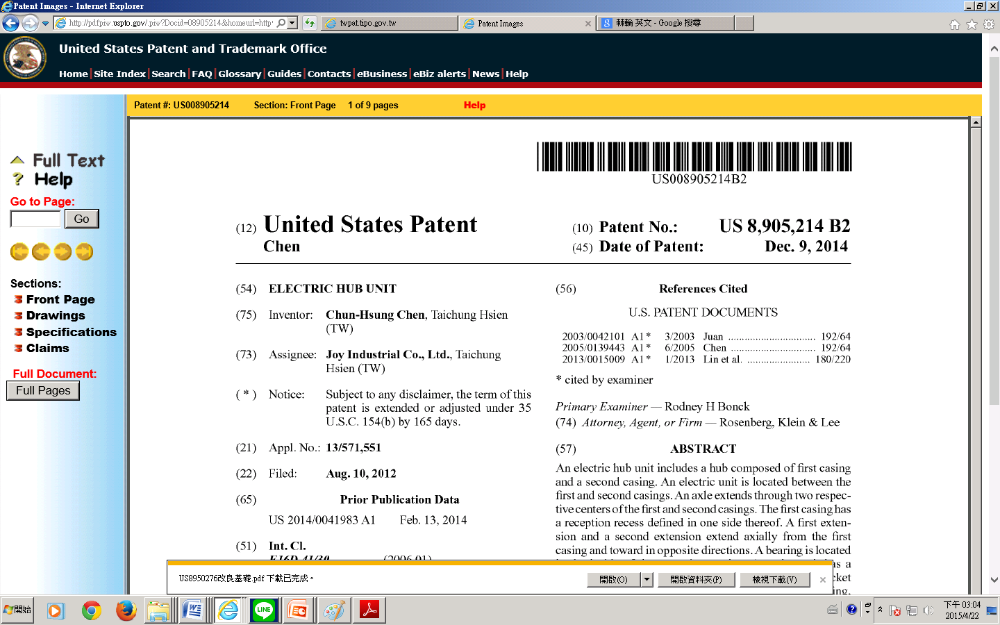 Patent Images - Internet Explorer
http://pdfpiw.uspto.gov/.piw?Docid=08905214&homeurl=http
twpat.tipo.gov.tw
Patent Images
棘輪 英文 - Google 搜尋
United States Patent and Trademark Office
Home|Site Index|Search|FAQ|Glossary|Guides|Contacts|eBusiness|eBiz alerts|News|Help
Patent #: US008905214 Section: Front Page 1 of 9 pages Help
Full Text
Help
Go to Page:
Go
Sections:
Front Page
Drawings
Specifications
Claims
Full Document:
Full Pages
US008905214B2
(12) United States Patent
Chen
(10) Patent No.: US 8,905,214 B2
(45) Date of Patent: Dec. 9, 2014
(54) ELECTRIC HUB UNIT
(75) Inventor: Chun-Hsung Chen, Taichung Hsien
(TW)
(73) Assignee: Joy Industrial Co., Ltd., Taichung
Hsien (TW)
( * ) Notice: Subject to any disclaimer, the term of this
patent is extended or adjusted under 35
U.S.C. 154(b) by 165 days.
(21) Appl. No.: 13/571,551
(22) Filed: Aug. 10, 2012
(65) Prior Publication Data
US 2014/0041983 A1 Feb. 13, 2014
(51) Int. Cl.
F16D 41/30 (2006.01)
(56) References Cited
U.S. PATENT DOCUMENTS
2003/0042101 A1 * 3/2003 Juan ................................ 192/64
2005/0139443 A1 * 6/2005 Chen ............................... 192/64
2013/0015009 A1 * 1/2013 Lin et al. ....................... 180/220
* cited by examiner
Primary Examiner — Rodney H Bonck
(74) Attorney, Agent, or Firm — Rosenberg, Klein & Lee
(57) ABSTRACT
An electric hub unit includes a hub composed of first casing
and a second casing. An electric unit is located between the
first and second casings. An axle extends through two respec-
tive centers of the first and second casings. The first casing has
a reception recess defined in one side thereof. A first exten-
sion and a second extension extend axially from the first
casing and toward in opposite directions. A bearing is located
US8950276改良基礎.pdf 下載已完成。
開啟(O)
開啟資料夾(P)
檢視下載(V)
開始
LINE
下午 03:04
2015/4/22